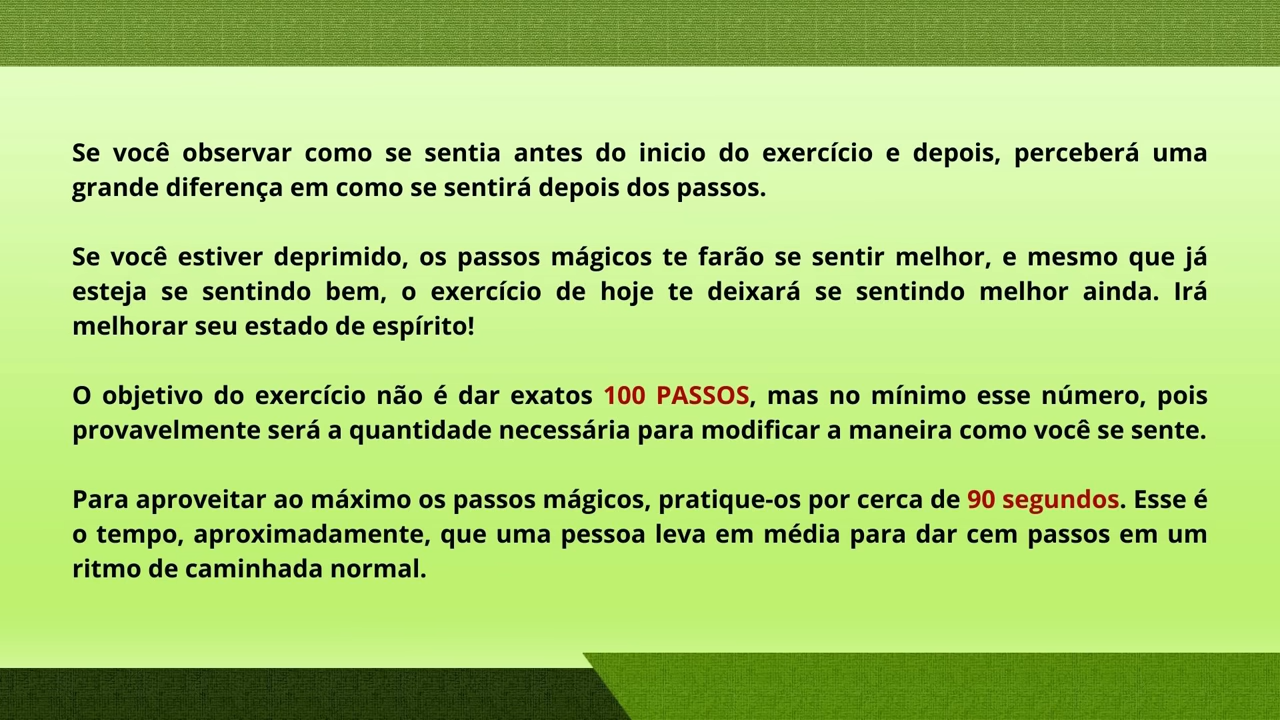 Se você observar como se sentia antes do inicio do exercício e depois, perceberá uma
grande diferença em como se sentirá depois dos passos.
Se você estiver deprimido, os passos mágicos te farão se sentir melhor, e mesmo que já
esteja se sentindo bem, o exercício de hoje te deixará se sentindo melhor ainda. Irá
melhorar seu estado de espírito!
O objetivo do exercício não é dar exatos 100 PASSOS, mas no mínimo esse número, pois
provavelmente será a quantidade necessária para modificar a maneira como você se sente.
Para aproveitar ao máximo os passos mágicos, pratique-os por cerca de 90 segundos. Esse é
o tempo, aproximadamente, que uma pessoa leva em média para dar cem passos em um
ritmo de caminhada normal.